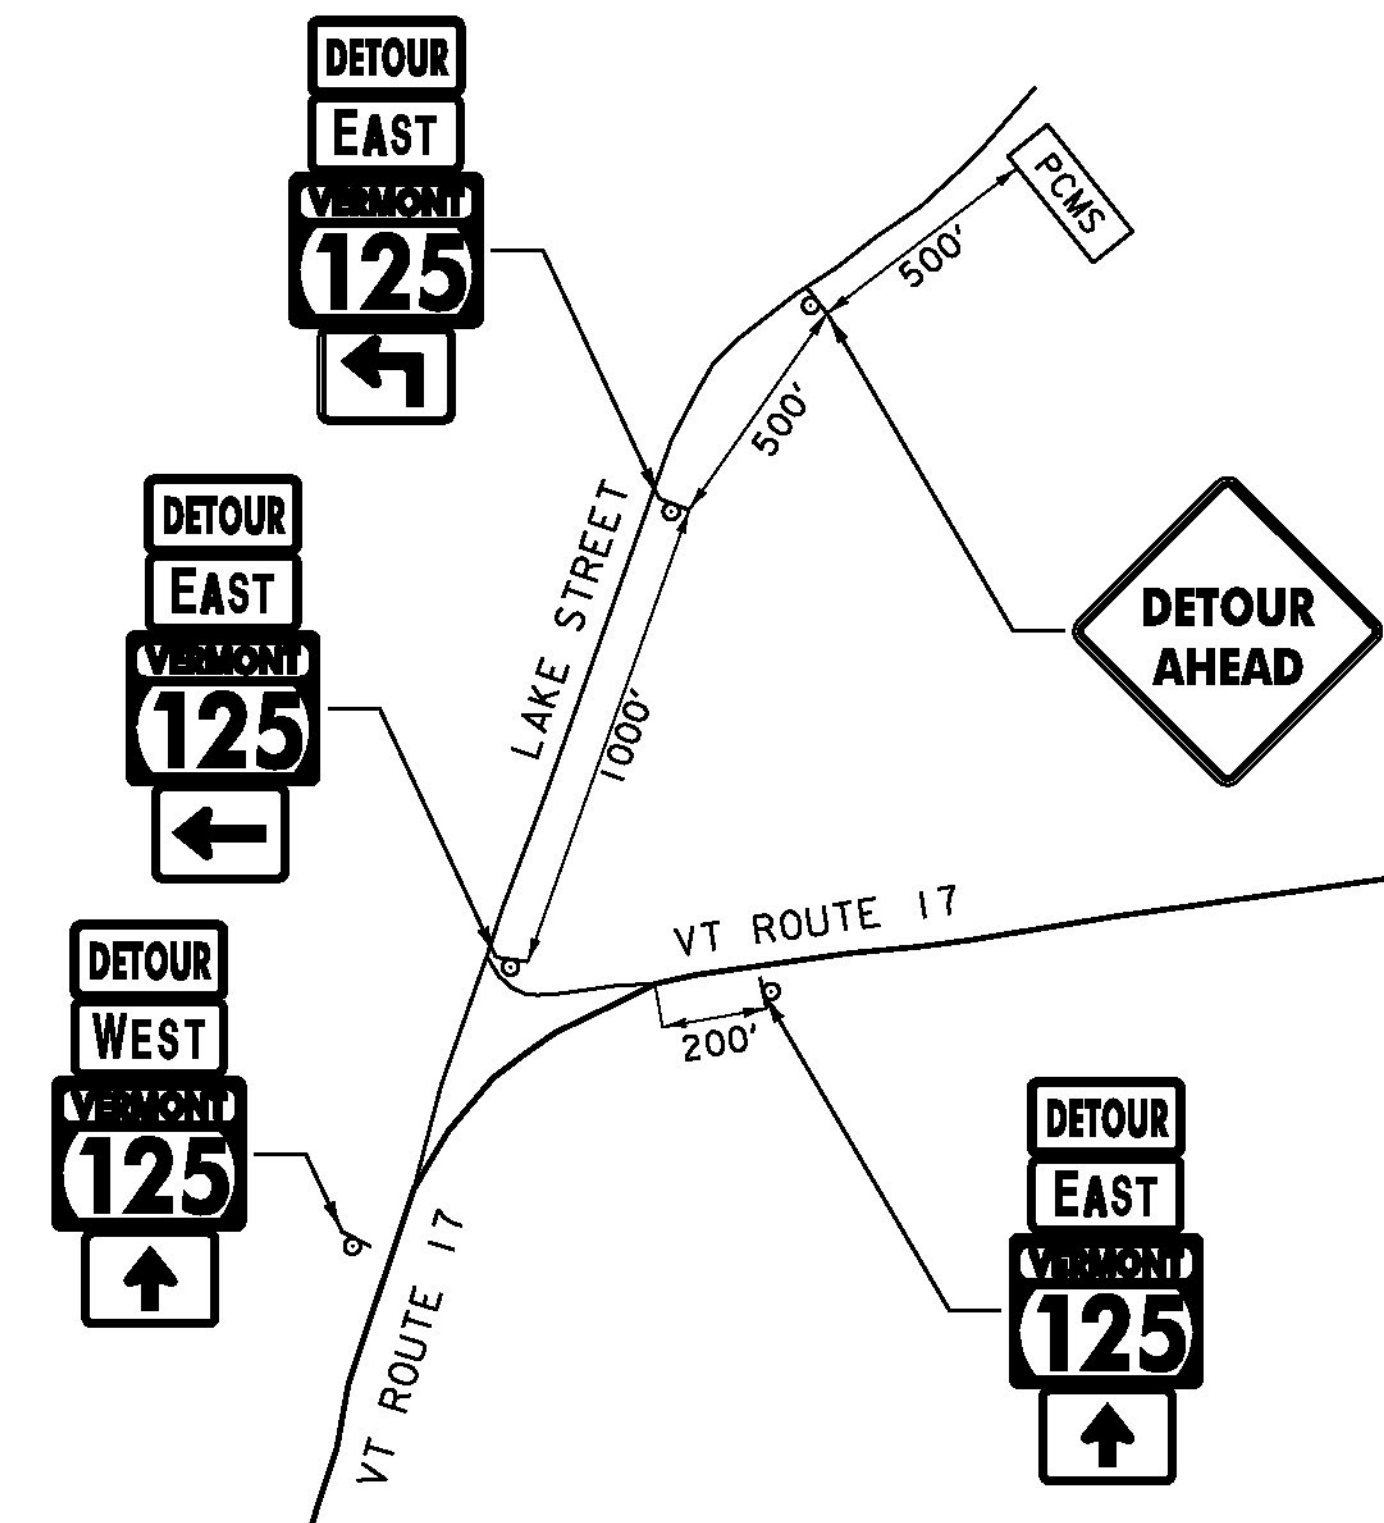 DETOUR
EAST
VERMONT
125
PCMS
500'
500'
LAKE STREET
1000'
DETOUR
AHEAD
DETOUR
EAST
VERMONT
125
VT ROUTE 17
200'
DETOUR
WEST
VERMONT
125
VT ROUTE 17
DETOUR
EAST
VERMONT
125